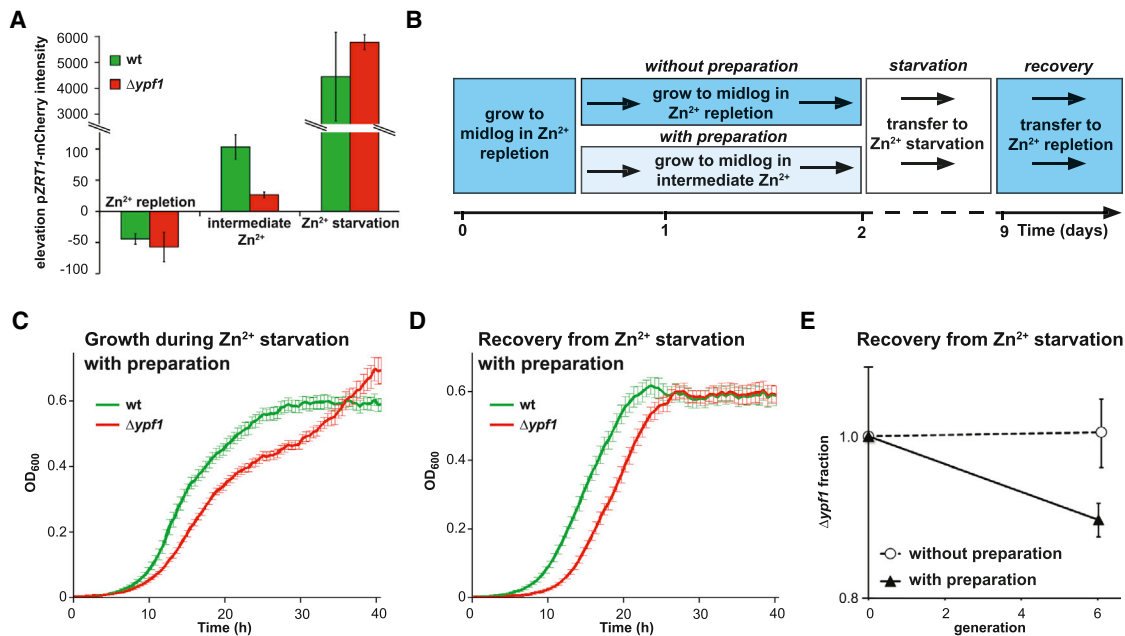 A
elevation pZRT1-mCherry intensity
6000
5000
4000
3000
100
50
0
-50
-100
wt
Δypf1
Zn²⁺ repletion
intermediate
Zn²⁺
Zn²⁺ starvation
B
without preparation
starvation
recovery
grow to
midlog in Zn²⁺
repletion
grow to midlog in
Zn²⁺ repletion
with preparation
grow to midlog in
intermediate Zn²⁺
transfer to
Zn²⁺ starvation
transfer to
Zn²⁺ repletion
0
1
2
9
Time (days)
C
Growth during Zn²⁺ starvation
with preparation
wt
Δypf1
OD₆₀₀
0.6
0.4
0.2
0
0
10
20
30
40
Time (h)
D
Recovery from Zn²⁺ starvation
with preparation
wt
Δypf1
OD₆₀₀
0.6
0.4
0.2
0
0
10
20
30
40
Time (h)
E
Recovery from Zn²⁺ starvation
Δypf1 fraction
1.0
0.8
without preparation
with preparation
0
2
4
6
generation